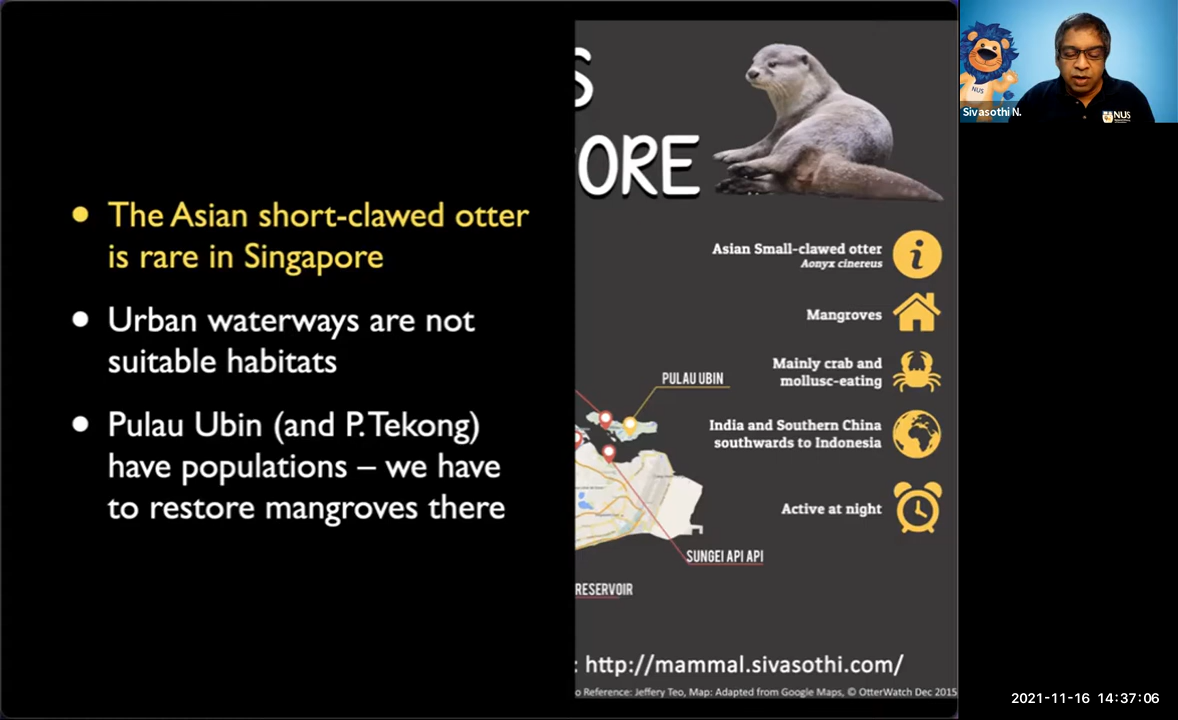 The Asian short-clawed otter
is rare in Singapore
Urban waterways are not
suitable habitats
Pulau Ubin (and P. Tekong)
have populations – we have
to restore mangroves there
S
ORE
Asian Small-clawed otter
Aonyx cinereus
Mangroves
Mainly crab and
mollusc-eating
India and Southern China
southwards to Indonesia
Active at night
PULAU UBIN
SUNGEI API API
RESERVOIR
: http://mammal.sivasothi.com/
o Reference: Jeffery Teo, Map: Adapted from Google Maps, © OtterWatch Dec 2015
NUS
Sivasothi N.
NUS
2021-11-16 14:37:06